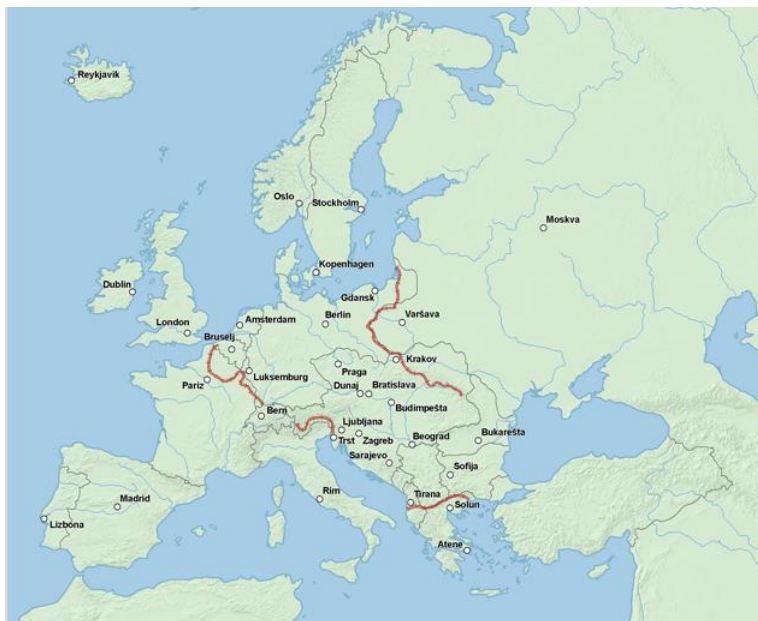 Reykjavik
Oslo
Stockholm
Moskva
Kopenhagen
Dublin
Gdansk
London
Amsterdam
Berlin
Varšava
Bruselj
Krakov
Luksemburg
Praga
Pariz
Dunaj
Bratislava
Budimpešta
Bern
Ljubljana
Trst
Zagreb
Beograd
Bukarešta
Sarajevo
Sofija
Rim
Tirana
Madrid
Solun
Lizbona
Atene